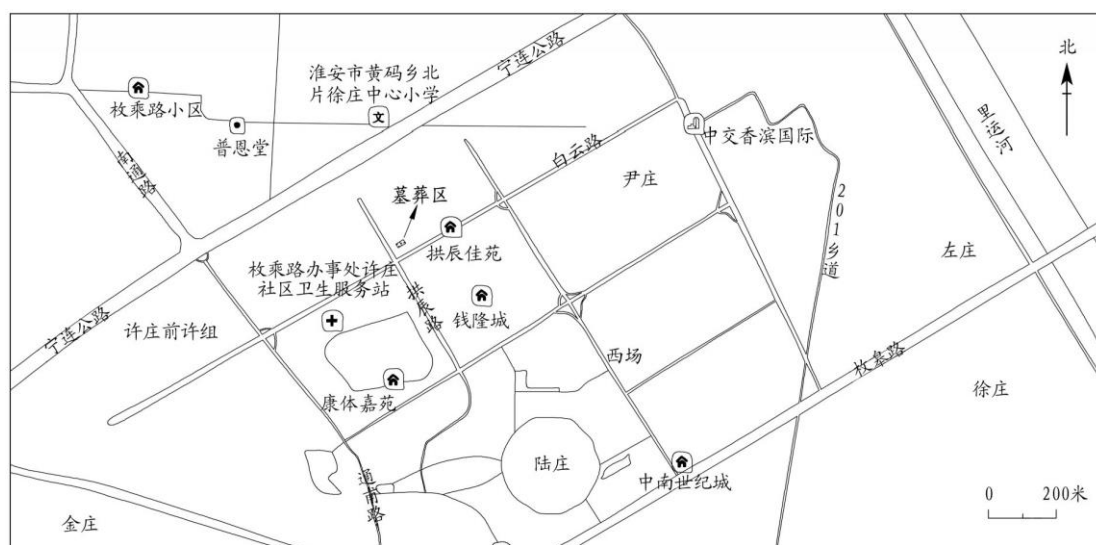 宁连公路
北
淮安市黄码乡北
片徐庄中心小学
枚乘路小区
普恩堂
中交香滨国际
里运河
白云路
南通路
尹庄
墓葬区
201乡道
拱辰佳苑
左庄
枚乘路办事处许庄
社区卫生服务站
拱辰路
钱隆城
宁连公路
许庄前许组
西场
枚皋路
康体嘉苑
徐庄
陆庄
中南世纪城
通甫路
金庄
0 200米